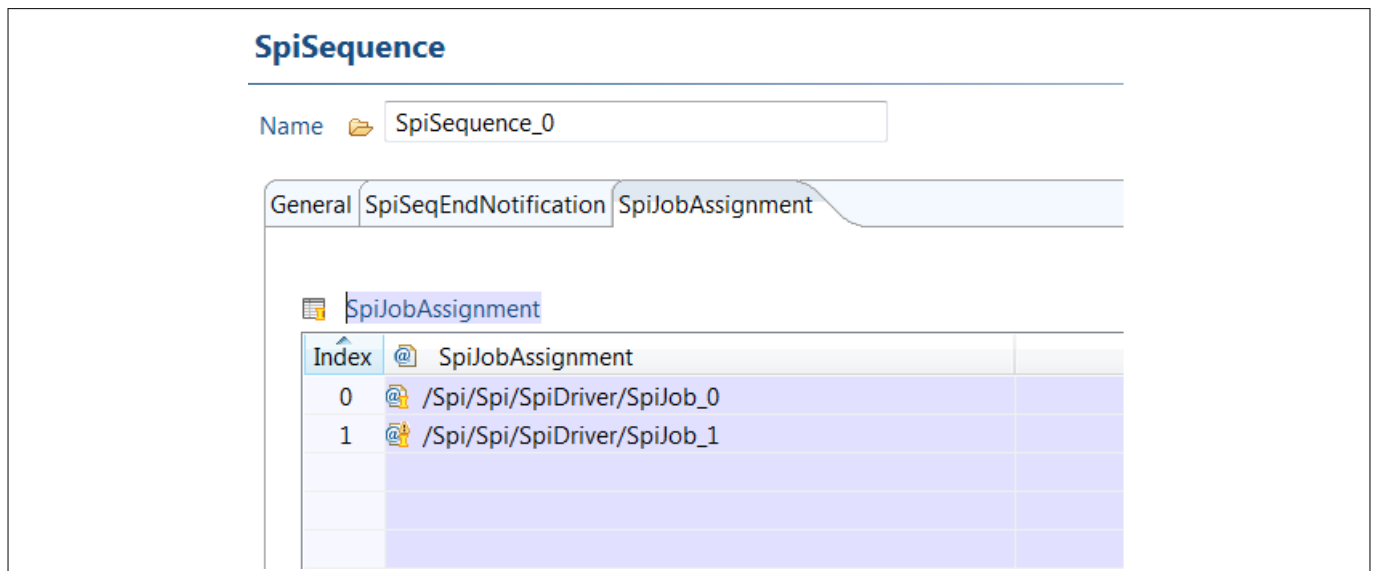 SpiSequence
Name SpiSequence_0
General SpiSeqEndNotification SpiJobAssignment
SpiJobAssignment
Index SpiJobAssignment
0 /Spi/Spi/SpiDriver/SpiJob_0
1 /Spi/Spi/SpiDriver/SpiJob_1